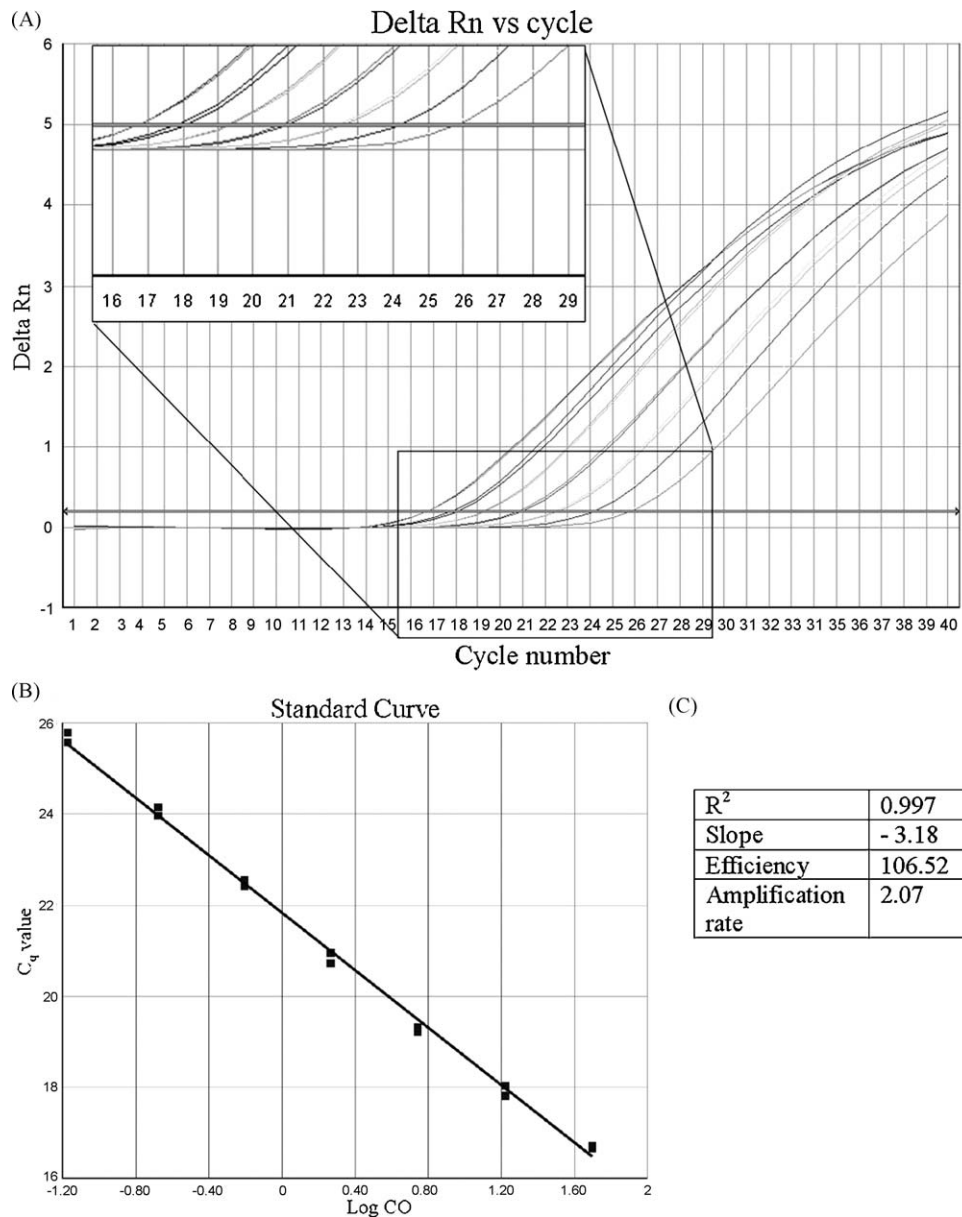 (A)
Delta Rn vs cycle
6
5
4
3
2
1
0
-1
Delta Rn
16 17 18 19 20 21 22 23 24 25 26 27 28 29
1 2 3 4 5 6 7 8 9 10 11 12 13 14 15 16 17 18 19 20 21 22 23 24 25 26 27 28 29 30 31 32 33 31 35 36 37 38 40
Cycle number
(B)
Standard Curve
26
24
22
20
18
16
Cq value
-1.20 -0.80 -0.40 0 0.40 0.80 1.20 1.60 2
Log CO
(C)
R2 0.997
Slope - 3.18
Efficiency 106.52
Amplification 2.07
rate